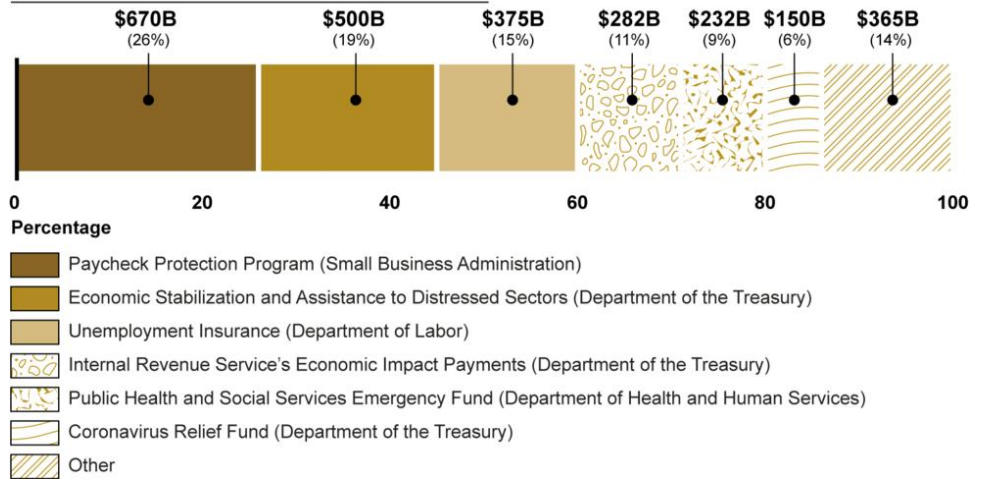 $670B $500B $375B $282B $232B $150B $365B
(26%) (19%) (15%) (11%) (9%) (6%) (14%)
0 20 40 60 80 100
Percentage
Paycheck Protection Program (Small Business Administration)
Economic Stabilization and Assistance to Distressed Sectors (Department of the Treasury)
Unemployment Insurance (Department of Labor)
Internal Revenue Service's Economic Impact Payments (Department of the Treasury)
Public Health and Social Services Emergency Fund (Department of Health and Human Services)
Coronavirus Relief Fund (Department of the Treasury)
Other